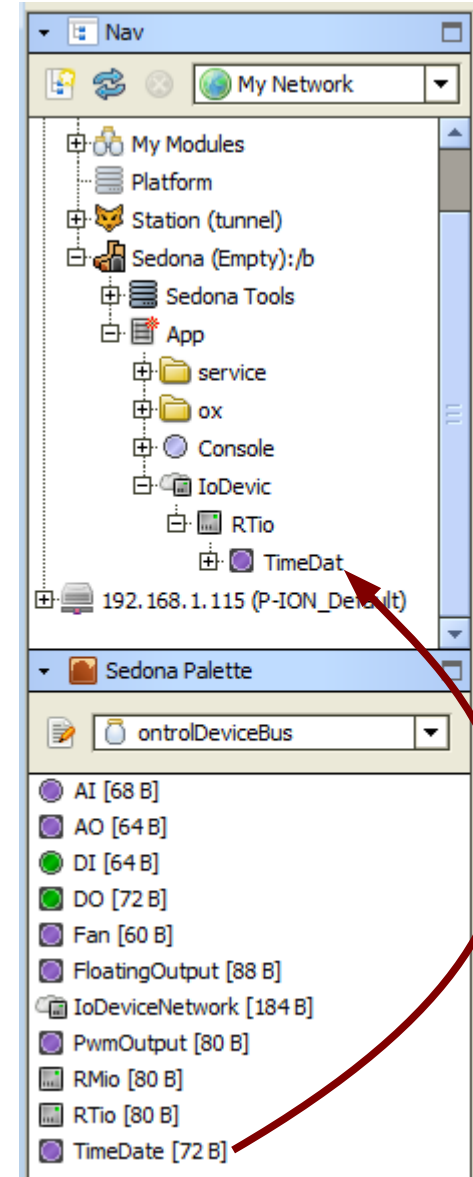 Nav
My Network
My Modules
Platform
Station (tunnel)
Sedona (Empty):/b
Sedona Tools
App
service
ox
Console
IoDevic
RTio
TimeDat
192.168.1.115 (P-ION_Default)
Sedona Palette
ontrolDeviceBus
AI [68 B]
AO [64 B]
DI [64 B]
DO [72 B]
Fan [60 B]
FloatingOutput [88 B]
IoDeviceNetwork [184 B]
PwmOutput [80 B]
RMio [80 B]
RTio [80 B]
TimeDate [72 B]